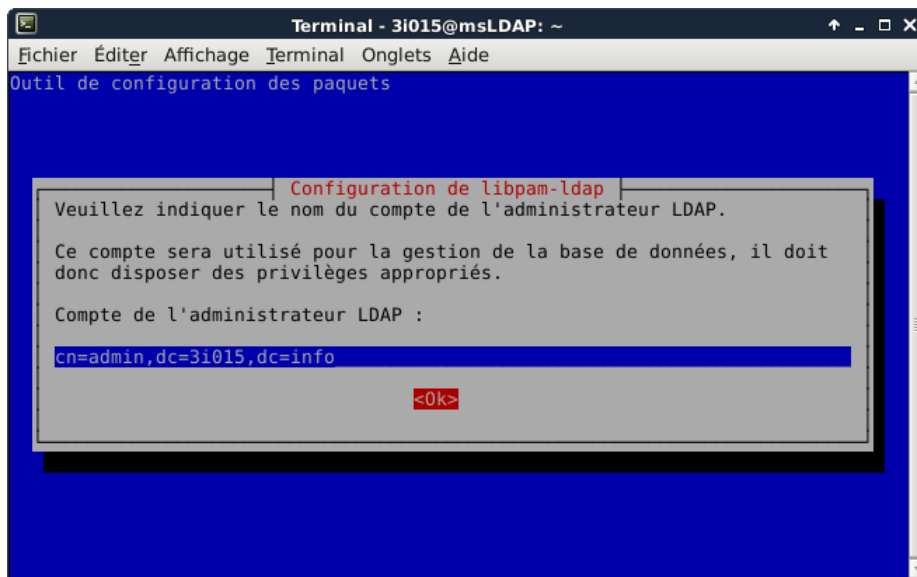 Terminal - 3i015@msLDAP: ~
Fichier Éditer Affichage Terminal Onglets Aide
Outil de configuration des paquets
Configuration de libpam-ldap
Veuillez indiquer le nom du compte de l'administrateur LDAP.
Ce compte sera utilisé pour la gestion de la base de données, il doit
donc disposer des privilèges appropriés.
Compte de l'administrateur LDAP :
cn=admin,dc=3i015,dc=info
<Ok>